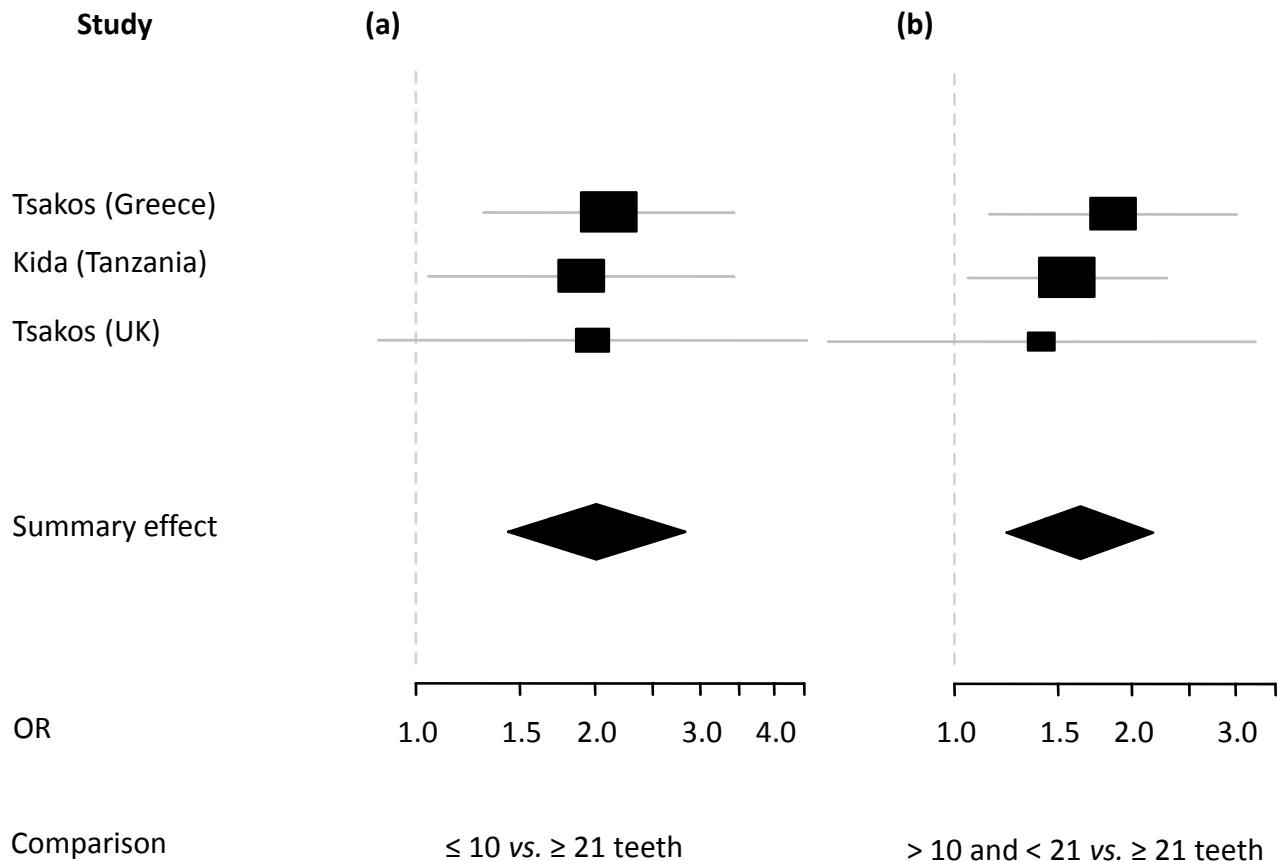 Study (a) (b)
Tsakos (Greece)
Kida (Tanzania)
Tsakos (UK)
Summary effect
OR 1.0 1.5 2.0 3.0 4.0 1.0 1.5 2.0 3.0
Comparison ≤ 10 vs. ≥ 21 teeth > 10 and < 21 vs. ≥ 21 teeth